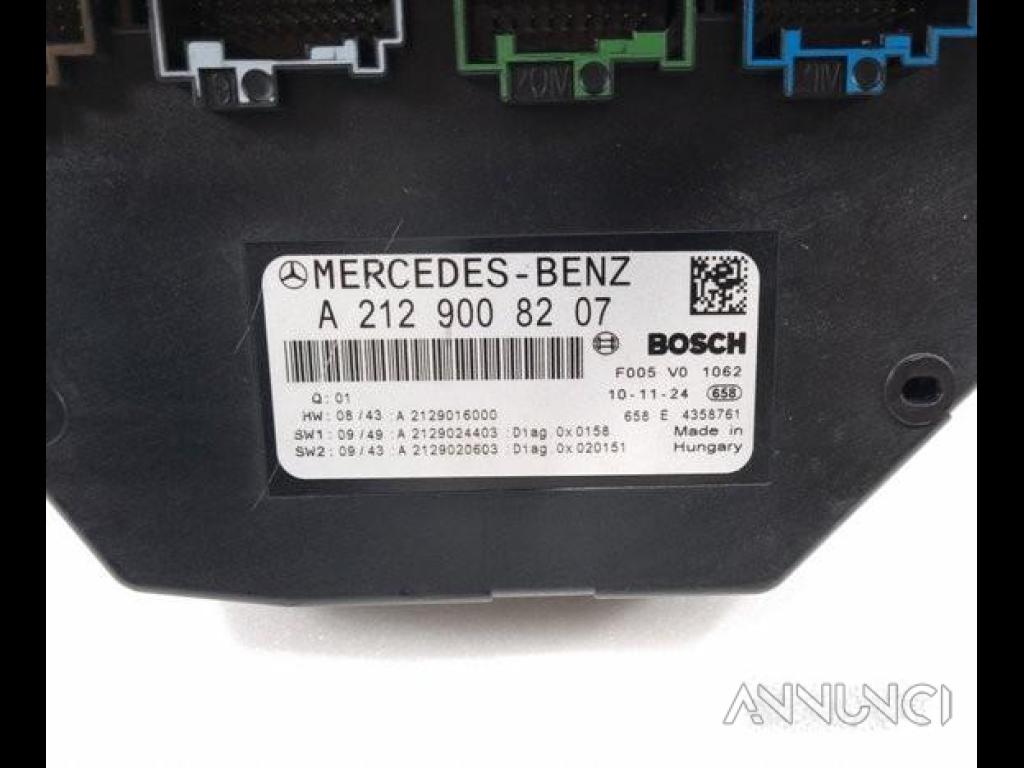 MERCEDES-BENZ
A 212 900 82 07
BOSCH
F005 V0 1062
Q: 01
10-11-24 658
HW: 08/43: A 2129016000
658 E 4358761
SW1: 09/49: A 2129024403: Diag. 0x0158
Made in
SW2: 09/43: A 2129020603: Diag. 0x020151
Hungary
ANNUNCI